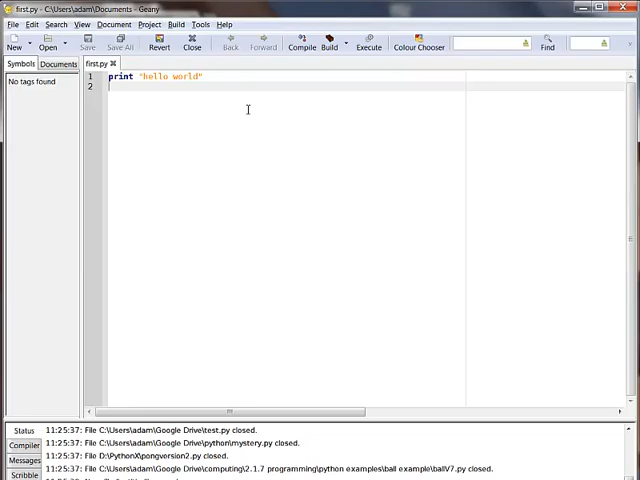 first.py - C:\Users\adam\Documents - Geany
File Edit Search View Document Project Build Tools Help
New Open Save Save All Revert Close Back Forward Compile Build Execute Colour Chooser Find
Symbols Documents first.py
No tags found
1 print "hello world"
2
Status 11:25:37: File C:\Users\adam\Google Drive\test.py closed.
Compiler 11:25:37: File C:\Users\adam\Google Drive\python\mystery.py closed.
11:25:37: File D:\PythonX\pongversion2.py closed.
Messages 11:25:37: File C:\Users\adam\Google Drive\computing\2.1.7 programming\python examples\ball example\ballV7.py closed.
Scribble